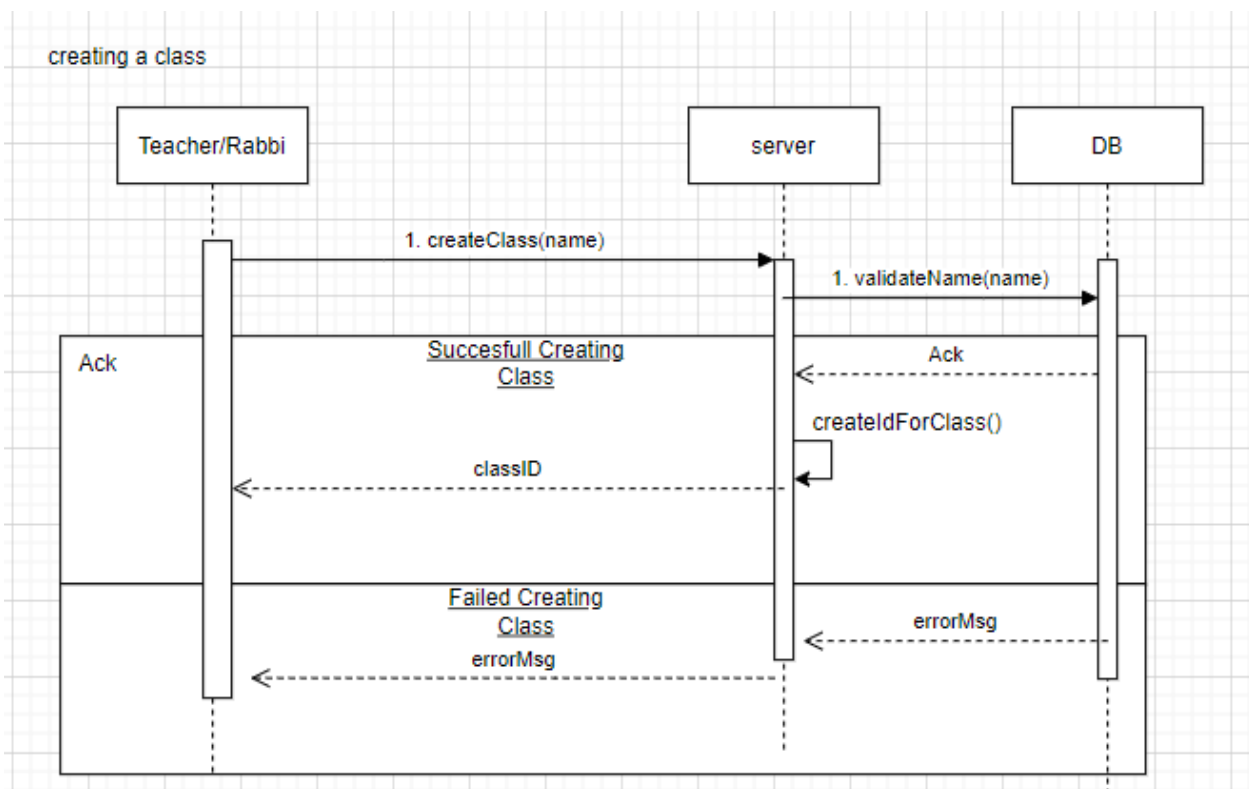 creating a class
Teacher/Rabbi
server
DB
1. createClass(name)
1. validateName(name)
Ack
Succesfull Creating
Class
Ack
createIdForClass()
classID
Failed Creating
Class
errorMsg
errorMsg